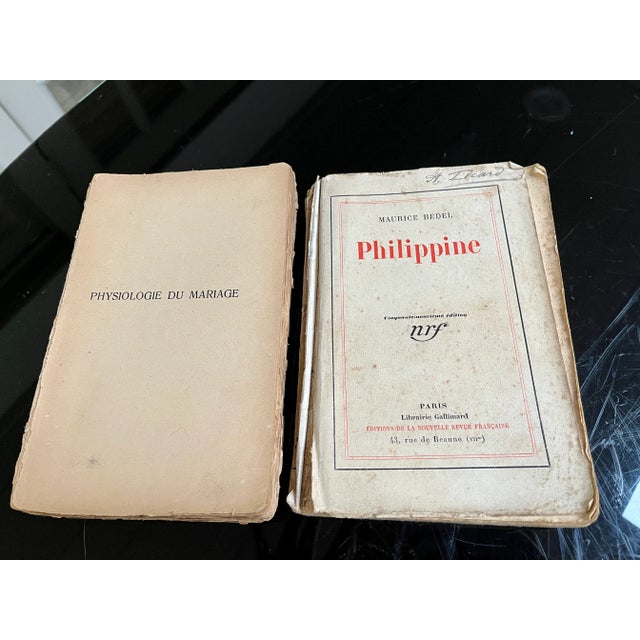 PHYSIOLOGIE DU MARIAGE
MAURICE BEDEL
Philippine
nrf
PARIS
Librairie Gallimard
ÉDITIONS DE LA NOUVELLE REVUE FRANÇAISE
43, rue de Beaune (VIIme)